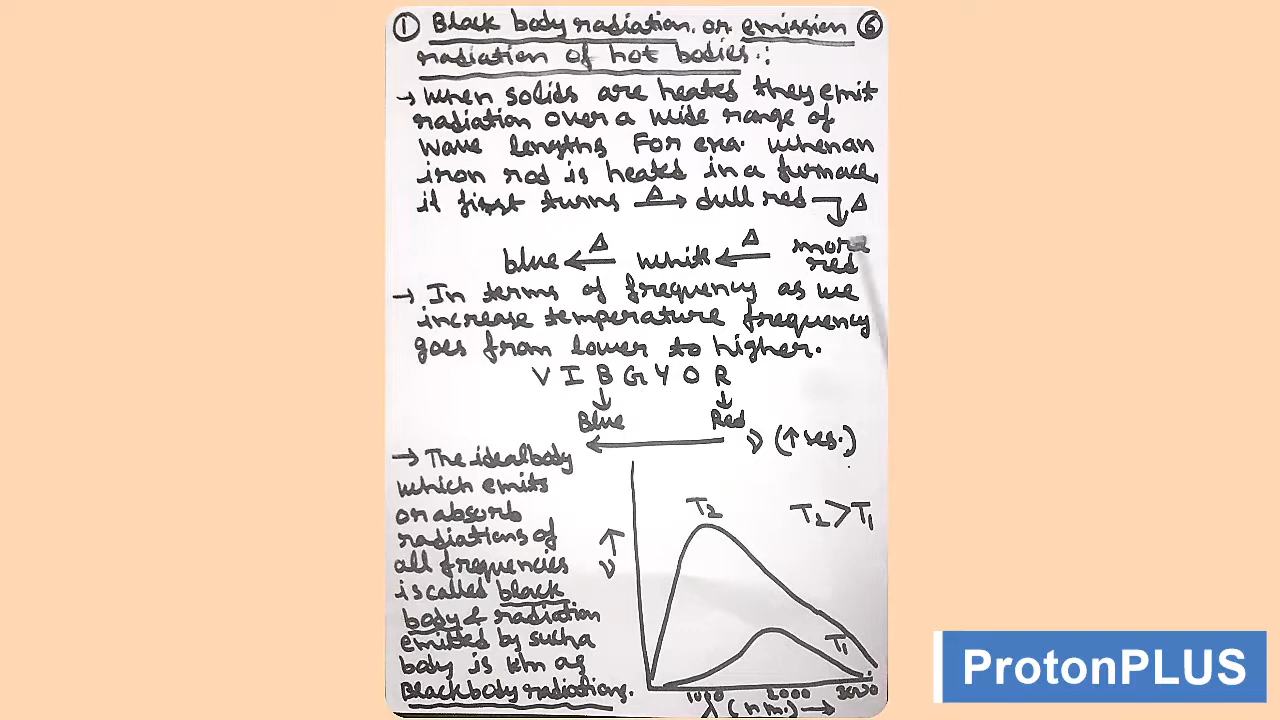 ① Black body radiation or emission ⑥
radiation of hot bodies :
→ When solids are heated they emit
radiation over a wide range of
wave lengths For exa. when an
iron rod is heated in a furnace,
it first turns Δ→ dull red Δ
blue ←Δ white ←Δ more
red
→ In terms of frequency as we
increase temperature frequency
goes from lower to higher.
V I B G Y O R
↓ ↓
Blue Red
← ν (↑ ses.)
→ The ideal body
which emits
or absorb
radiations of
all frequencies
is called black
body & radiation
emitted by such a
body is k/n as
Black body radiations.
T2
T2 > T1
ν →
T1
1000 2000 3000
λ (nm.) →
ProtonPLUS